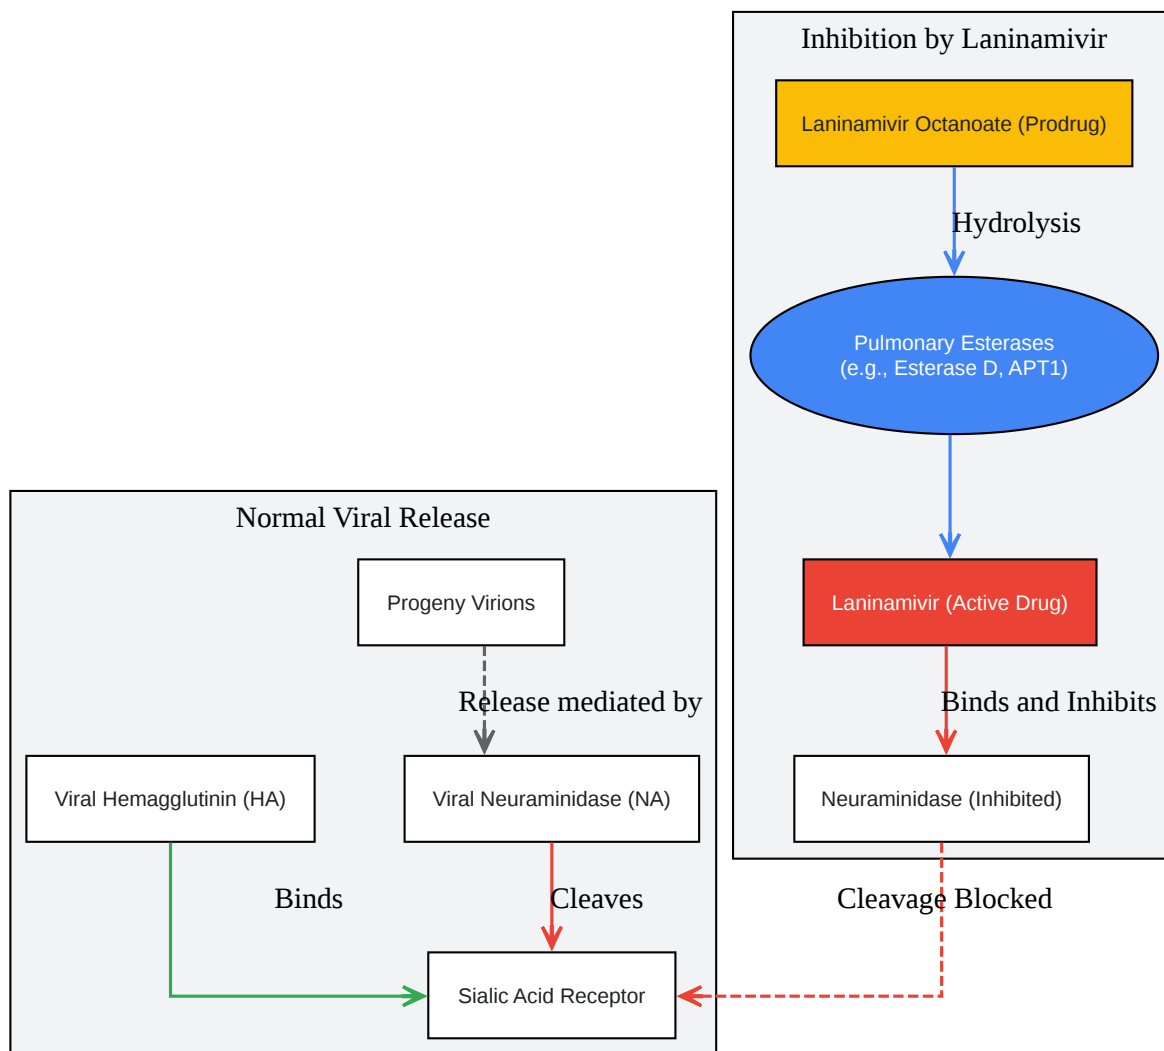 Inhibition by Laninamivir
Laninamivir Octanoate (Prodrug)
Hydrolysis
Pulmonary Esterases
(e.g., Esterase D, APT1)
Normal Viral Release
Progeny Virions
Laninamivir (Active Drug)
Release mediated by
Binds and Inhibits
Viral Hemagglutinin (HA)
Viral Neuraminidase (NA)
Neuraminidase (Inhibited)
Binds
Cleaves
Cleavage Blocked
Sialic Acid Receptor